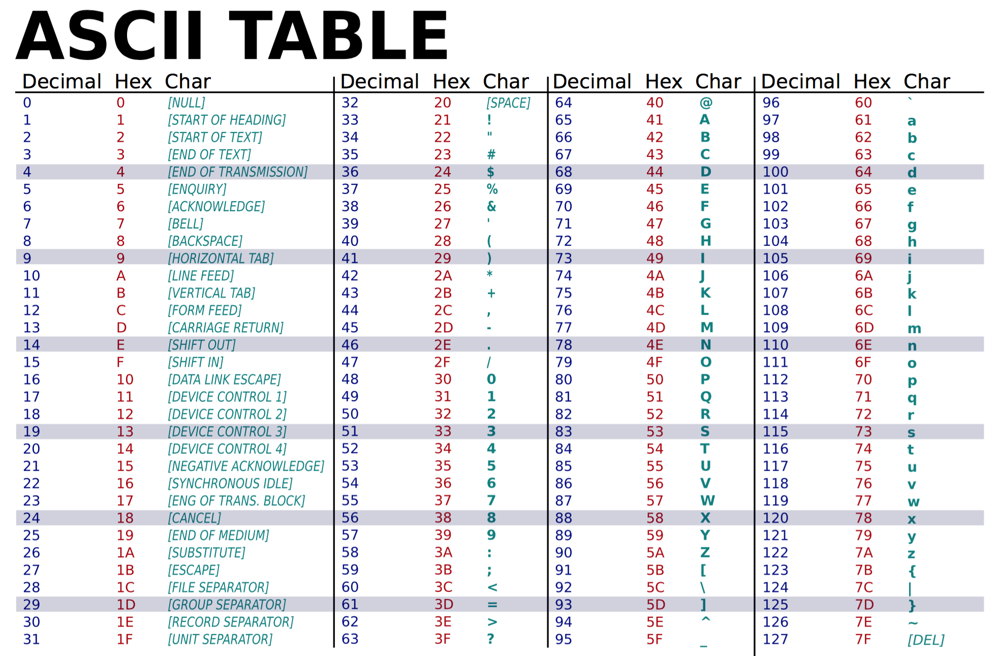 ASCII TABLE
Decimal Hex Char Decimal Hex Char Decimal Hex Char Decimal Hex Char
0 0 [NULL] 32 20 [SPACE] 64 40 @ 96 60 `
1 1 [START OF HEADING] 33 21 ! 65 41 A 97 61 a
2 2 [START OF TEXT] 34 22 " 66 42 B 98 62 b
3 3 [END OF TEXT] 35 23 # 67 43 C 99 63 c
4 4 [END OF TRANSMISSION] 36 24 $ 68 44 D 100 64 d
5 5 [ENQUIRY] 37 25 % 69 45 E 101 65 e
6 6 [ACKNOWLEDGE] 38 26 & 70 46 F 102 66 f
7 7 [BELL] 39 27 ' 71 47 G 103 67 g
8 8 [BACKSPACE] 40 28 ( 72 48 H 104 68 h
9 9 [HORIZONTAL TAB] 41 29 ) 73 49 I 105 69 i
10 A [LINE FEED] 42 2A * 74 4A J 106 6A j
11 B [VERTICAL TAB] 43 2B + 75 4B K 107 6B k
12 C [FORM FEED] 44 2C , 76 4C L 108 6C l
13 D [CARRIAGE RETURN] 45 2D - 77 4D M 109 6D m
14 E [SHIFT OUT] 46 2E . 78 4E N 110 6E n
15 F [SHIFT IN] 47 2F / 79 4F O 111 6F o
16 10 [DATA LINK ESCAPE] 48 30 0 80 50 P 112 70 p
17 11 [DEVICE CONTROL 1] 49 31 1 81 51 Q 113 71 q
18 12 [DEVICE CONTROL 2] 50 32 2 82 52 R 114 72 r
19 13 [DEVICE CONTROL 3] 51 33 3 83 53 S 115 73 s
20 14 [DEVICE CONTROL 4] 52 34 4 84 54 T 116 74 t
21 15 [NEGATIVE ACKNOWLEDGE] 53 35 5 85 55 U 117 75 u
22 16 [SYNCHRONOUS IDLE] 54 36 6 86 56 V 118 76 v
23 17 [ENG OF TRANS. BLOCK] 55 37 7 87 57 W 119 77 w
24 18 [CANCEL] 56 38 8 88 58 X 120 78 x
25 19 [END OF MEDIUM] 57 39 9 89 59 Y 121 79 y
26 1A [SUBSTITUTE] 58 3A : 90 5A Z 122 7A z
27 1B [ESCAPE] 59 3B ; 91 5B [ 123 7B {
28 1C [FILE SEPARATOR] 60 3C < 92 5C \ 124 7C |
29 1D [GROUP SEPARATOR] 61 3D = 93 5D ] 125 7D }
30 1E [RECORD SEPARATOR] 62 3E > 94 5E ^ 126 7E ~
31 1F [UNIT SEPARATOR] 63 3F ? 95 5F _ 127 7F [DEL]